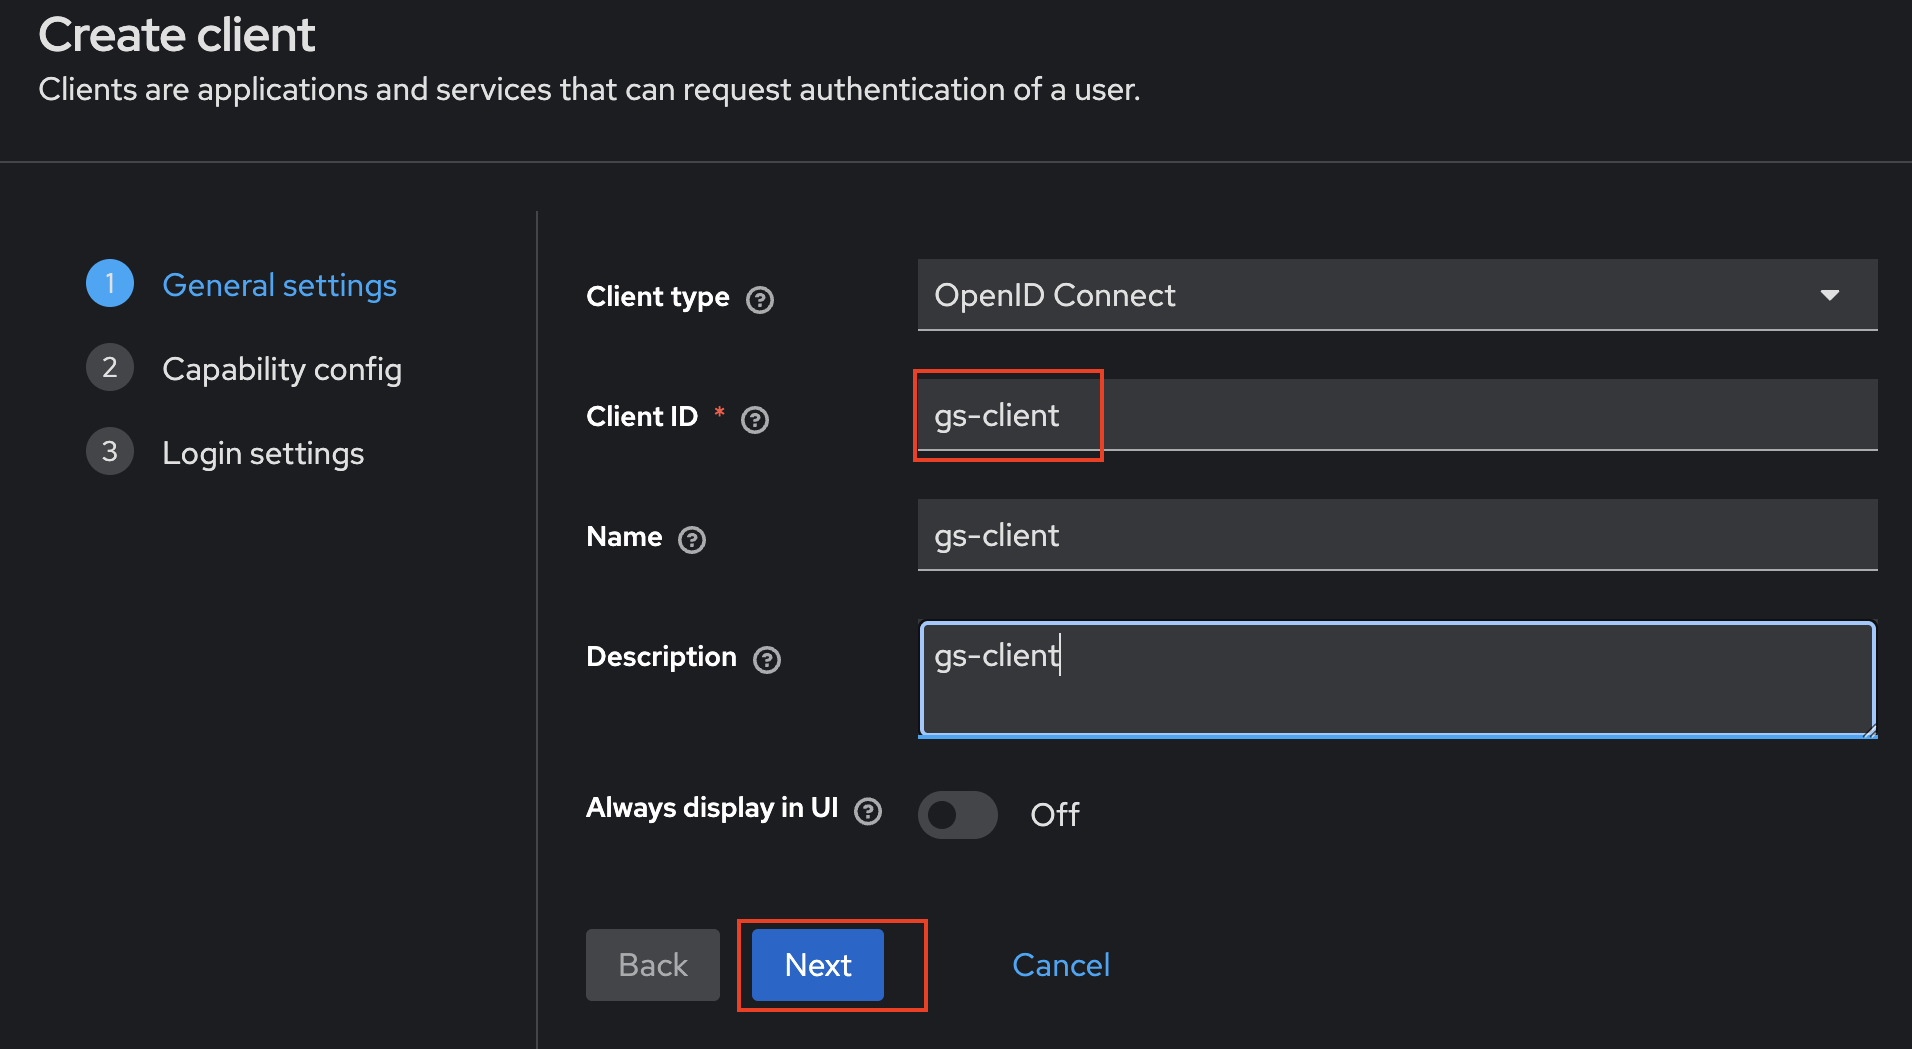 Create client
Clients are applications and services that can request authentication of a user.
1 General settings
2 Capability config
3 Login settings
Client type ? OpenID Connect
Client ID * ? gs-client
Name ? gs-client
Description ? gs-client
Always display in UI ? Off
Back Next Cancel